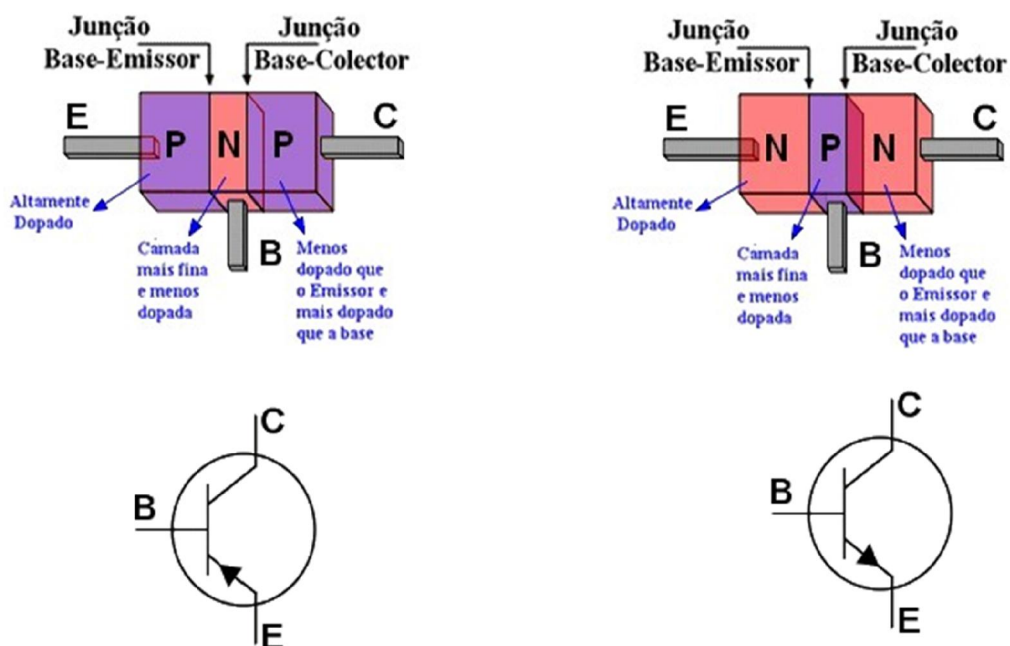 Junção
Base-Emissor
Junção
Base-Colector
E
P
N
P
C
B
Altamente
Dopado
Camada
mais fina
e menos
dopada
Menos
dopado que
o Emissor e
mais dopado
que a base
Junção
Base-Emissor
Junção
Base-Colector
E
N
P
N
C
B
Altamente
Dopado
Camada
mais fina
e menos
dopada
Menos
dopado que
o Emissor e
mais dopado
que a base
C
B
E
C
B
E